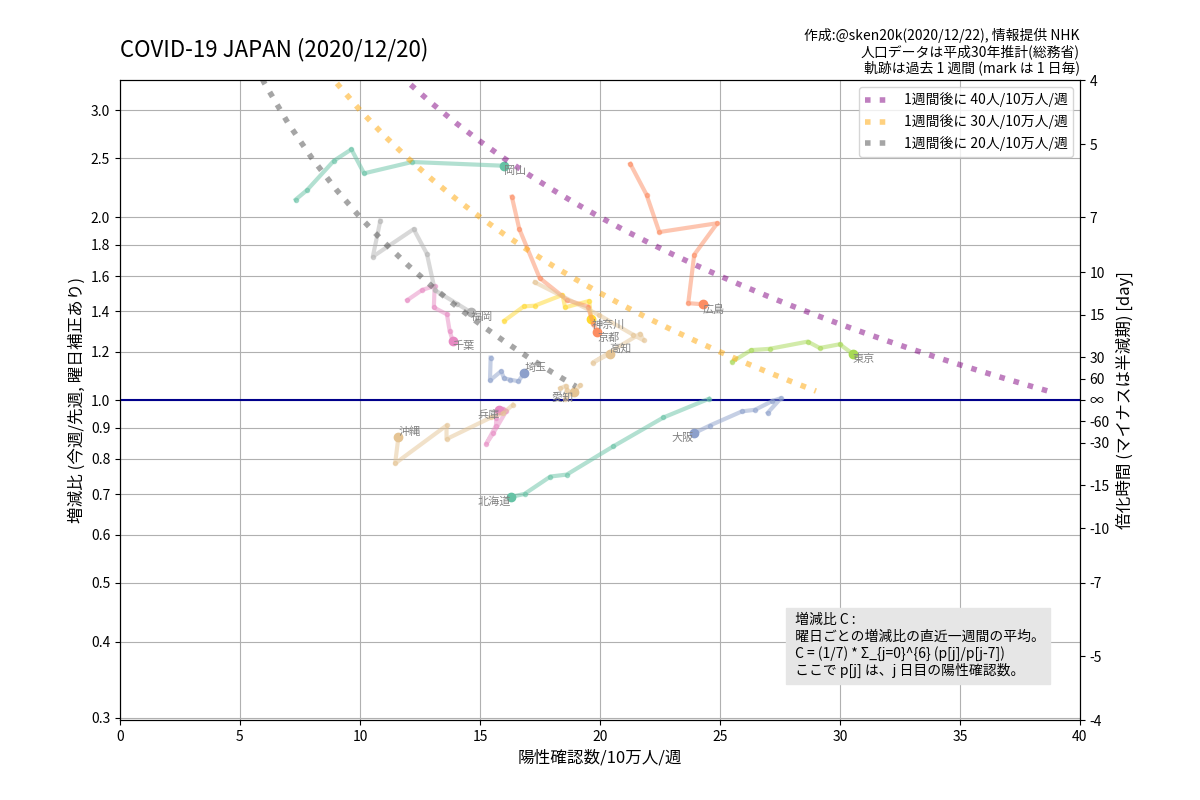 COVID-19 JAPAN (2020/12/20)
作成:@sken20k(2020/12/22), 情報提供 NHK
人口データは平成30年推計(総務省)
軌跡は過去 1 週間 (mark は 1 日毎)
1週間後に 40人/10万人/週
1週間後に 30人/10万人/週
1週間後に 20人/10万人/週
増減比 (今週/先週, 曜日補正あり)
3.0
2.5
2.0
1.8
1.6
1.4
1.2
1.0
0.9
0.8
0.7
0.6
0.5
0.4
0.3
岡山
広島
福岡
神奈川
京都
千葉
高知
東京
埼玉
愛知
兵庫
沖縄
大阪
北海道
4
5
7
10
15
30
60
∞
-60
-30
-15
-10
-7
-5
-4
倍化時間 (マイナスは半減期) [day]
増減比 C :
曜日ごとの増減比の直近一週間の平均。
C = (1/7) * Σ_{j=0}^{6} (p[j]/p[j-7])
ここで p[j] は、j 日目の陽性確認数。
0 5 10 15 20 25 30 35 40
陽性確認数/10万人/週